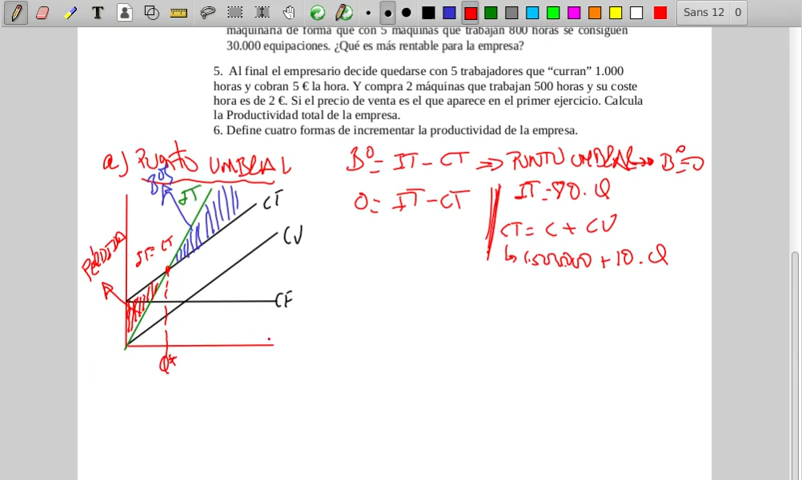 Sans 12 0
maquinaria de forma que con 5 maquinas que trabajan 800 horas se consiguen
30.000 equipaciones. ¿Qué es más rentable para la empresa?
5. Al final el empresario decide quedarse con 5 trabajadores que “curran” 1.000
horas y cobran 5 € la hora. Y compra 2 máquinas que trabajan 500 horas y su coste
hora es de 2 €. Si el precio de venta es el que aparece en el primer ejercicio. Calcula
la Productividad total de la empresa.
6. Define cuatro formas de incrementar la productividad de la empresa.
a) PUNTO UMBRAL
Bº = IT - CT => PUNTO UMBRAL => Bº = 0
0 = IT - CT
IT = 90. Q
CT = C + CV
+ 10. Q
IT
CT
CV
IT = CT
CF
Q*